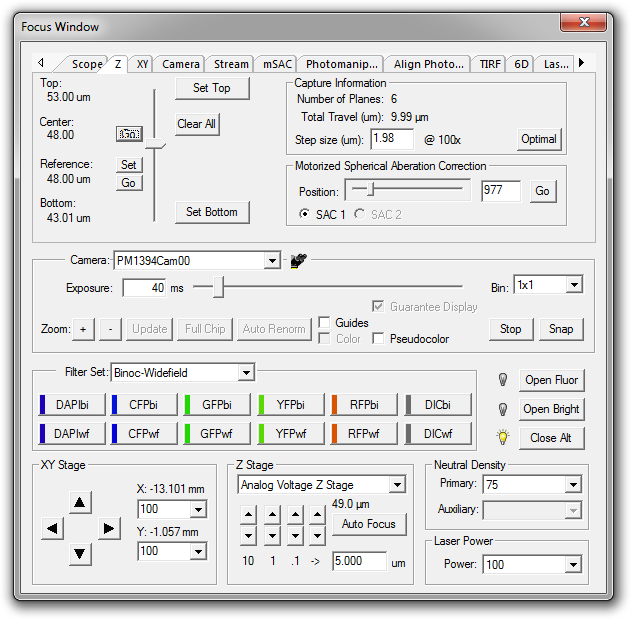 Focus Window
Scope Z XY Camera Stream mSAC Photomanip... Align Photo... TIRF 6D Las...
Top:
53.00 um
Center:
48.00
Go
Reference:
48.00 um
Set
Go
Bottom:
43.01 um
Set Top
Clear All
Set Bottom
Capture Information
Number of Planes: 6
Total Travel (um): 9.99 µm
Step size (um): 1.98 @ 100x Optimal
Motorized Spherical Aberration Correction
Position: 977 Go
SAC 1 SAC 2
Camera: PM1394Cam00
Exposure: 40 ms Bin: 1x1
Guarantee Display
Zoom: + - Update Full Chip Auto Renorm Guides Stop Snap
Color Pseudocolor
Filter Set: Binoc-Widefield
DAPIbi CFPbi GFPbi YFPbi RFPbi DICbi
DAPIwf CFPwf GFPwf YFPwf RFPwf DICwf
Open Fluor
Open Bright
Close Alt
XY Stage
X: -13.101 mm
100
Y: -1.057 mm
100
Z Stage
Analog Voltage Z Stage
49.0 µm
Auto Focus
10 1 .1 -> 5.000 um
Neutral Density
Primary: 75
Auxiliary:
Laser Power
Power: 100